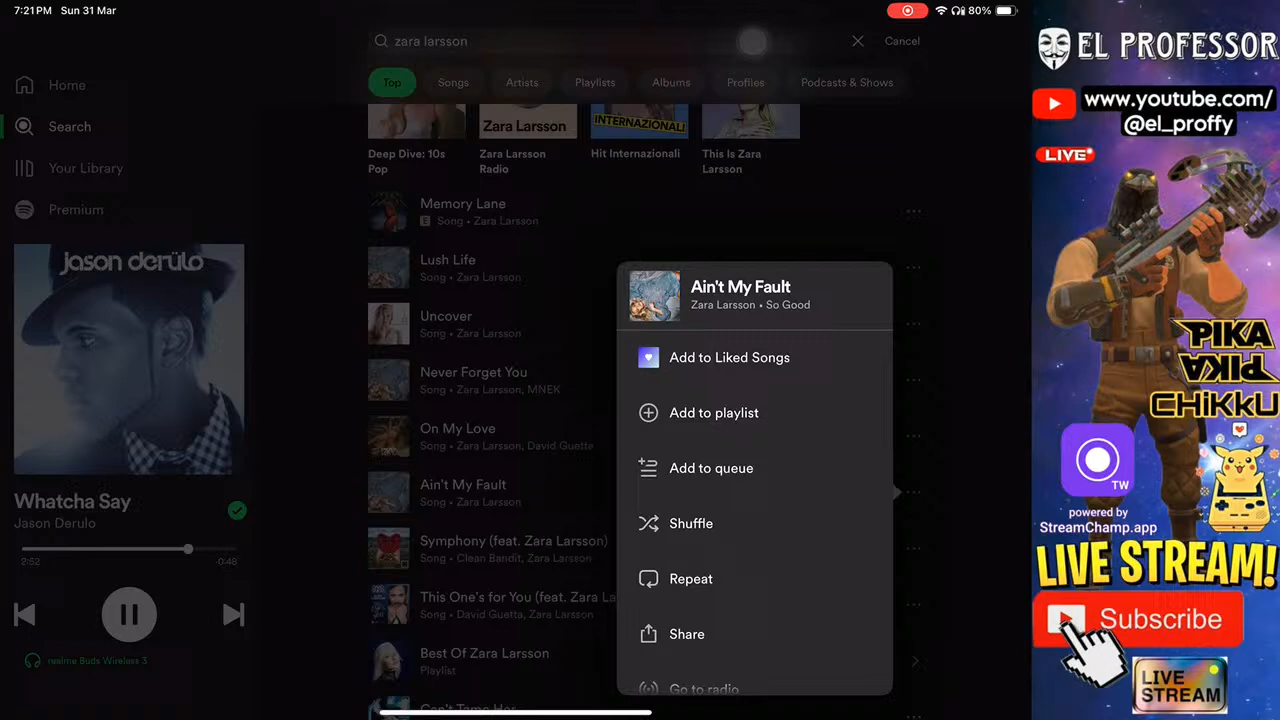 7:21 PM Sun 31 Mar
80%
zara larsson
Cancel
Top
Songs
Artists
Playlists
Albums
Profiles
Podcasts & Shows
Home
Search
Your Library
Premium
Zara Larsson
INTERNAZIONALI
Deep Dive: 10s
Pop
Zara Larsson
Radio
Hit Internazionali
This Is Zara
Larsson
Memory Lane
E Song • Zara Larsson
Lush Life
Song • Zara Larsson
Uncover
Song • Zara Larsson
Never Forget You
Song • Zara Larsson, MNEK
On My Love
Song • Zara Larsson, David Guetta
Ain't My Fault
Song • Zara Larsson
Symphony (feat. Zara Larsson)
Song • Clean Bandit, Zara Larsson
This One's for You (feat. Zara La
Song • David Guetta, Zara Larsson
Best Of Zara Larsson
Playlist
Can't Tame Her
Ain't My Fault
Zara Larsson • So Good
Add to Liked Songs
Add to playlist
Add to queue
Shuffle
Repeat
Share
Go to radio
JASON DERÜLO
Whatcha Say
Jason Derulo
2:52
-0:48
realme Buds Wireless 3
EL PROFESSOR
www.youtube.com/
@el_proffy
LIVE
PIKA
PIKA
CHiKKU
TW
powered by
StreamChamp.app
LIVE STREAM!
Subscribe
LIVE
STREAM